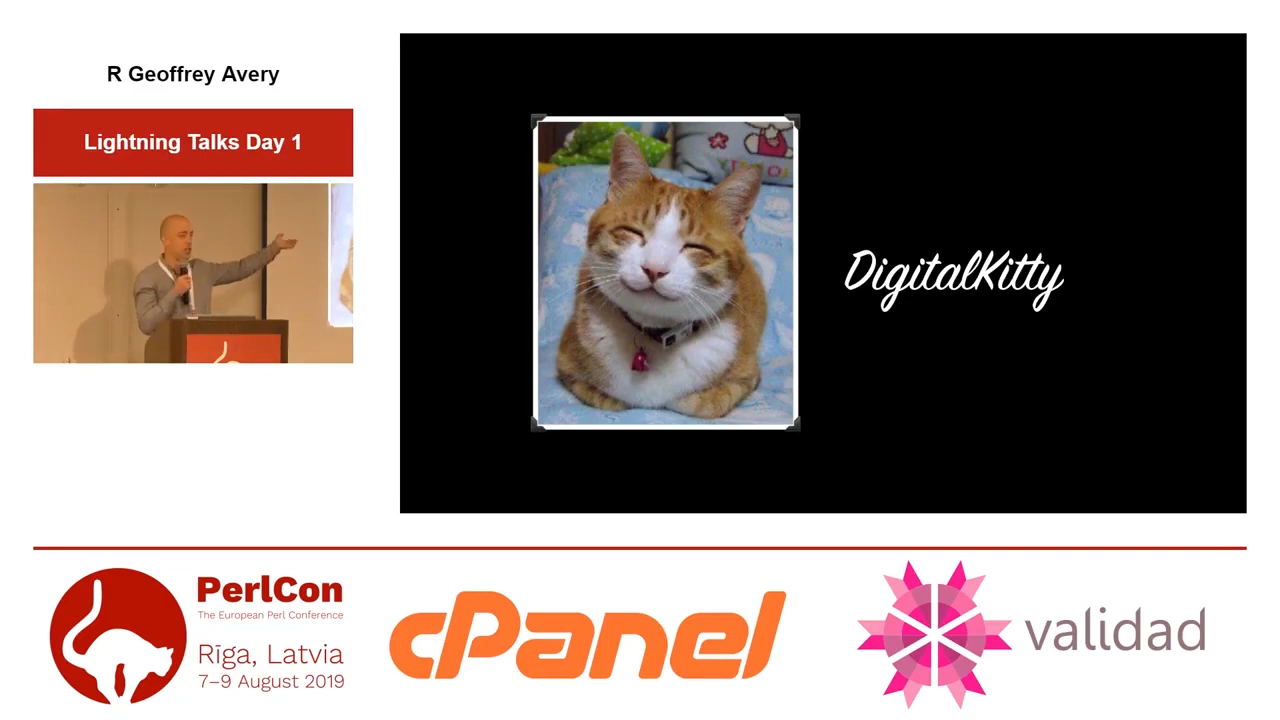 R Geoffrey Avery
Lightning Talks Day 1
DigitalKitty
PerlCon
The European Perl Conference
Rīga, Latvia
7–9 August 2019
cPanel
validad